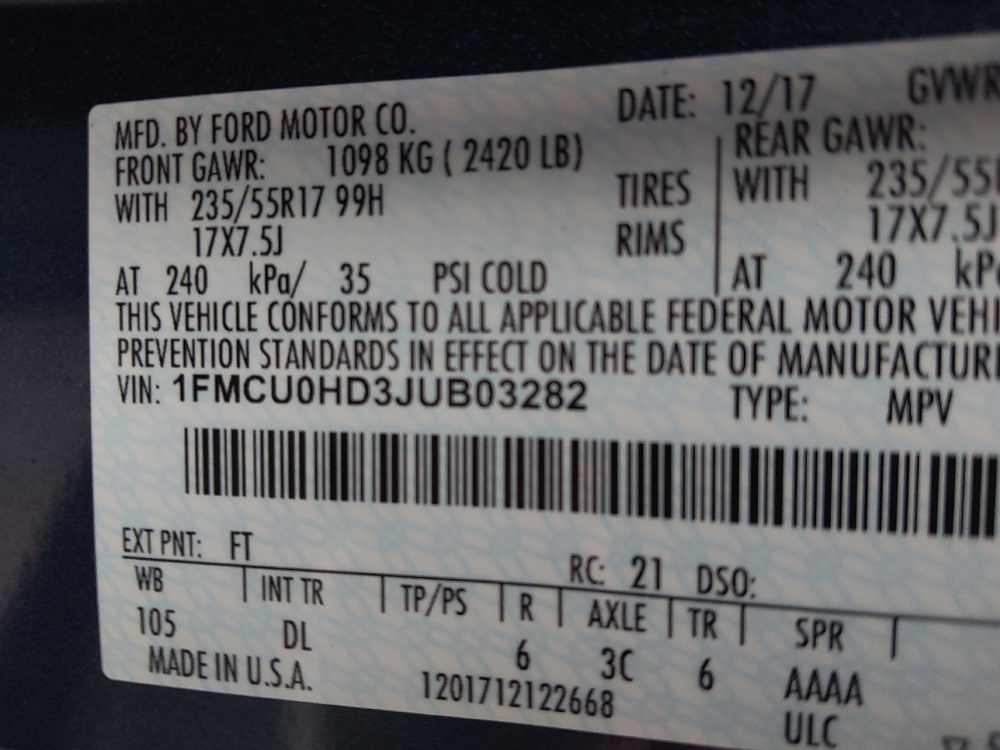 MFD. BY FORD MOTOR CO. DATE: 12/17 GVWR
FRONT GAWR: 1098 KG ( 2420 LB) REAR GAWR:
WITH 235/55R17 99H TIRES WITH 235/55
17X7.5J RIMS 17X7.5J
AT 240 kPa/ 35 PSI COLD AT 240
THIS VEHICLE CONFORMS TO ALL APPLICABLE FEDERAL MOTOR
PREVENTION STANDARDS IN EFFECT ON THE DATE OF
VIN: 1FMCU0HD3JUB03282 TYPE: MPV
EXT PNT: FT RC: 21 DSO:
WB INT TR TP/PS R AXLE TR SPR
105 DL 6 3C 6 AAAA
MADE IN U.S.A. 1201712122668 ULC